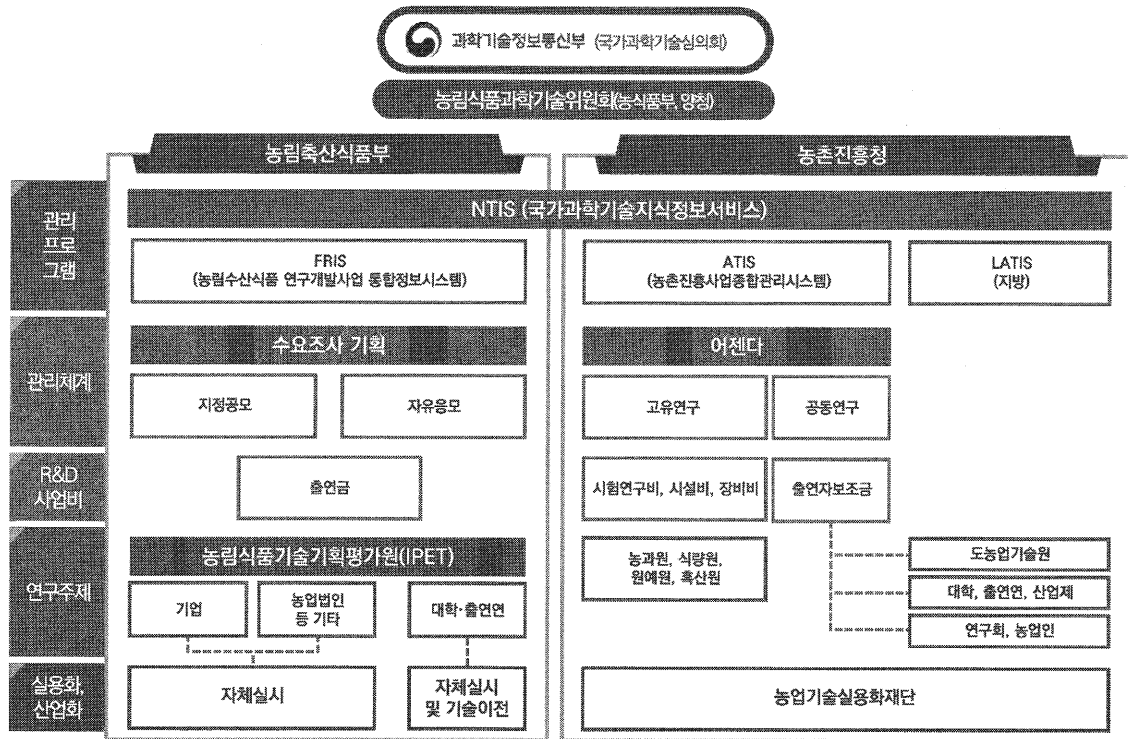 과학기술정보통신부 (국가과학기술심의회)
농림식품과학기술위원회(농식품부, 양청)
농림축산식품부
농촌진흥청
관리
프로
그램
NTIS (국가과학기술지식정보서비스)
FRIS
(농림수산식품 연구개발사업 통합정보시스템)
ATIS
(농촌진흥사업종합관리시스템)
LATIS
(지방)
관리체계
수요조사 기획
어젠다
지정공모
자유응모
고유연구
공동연구
R&D
사업비
출연금
시험연구비, 시설비, 장비비
출연자보조금
연구주제
농림식품기술기획평가원(IPET)
농과원, 식량원,
원예원, 혹산원
도농업기술원
기업
농업법인
등 기타
대학·출연연
대학, 출연연, 산업제
연구회, 농업인
실용화,
산업화
자체실시
자체실시
및 기술이전
농업기술실용화재단